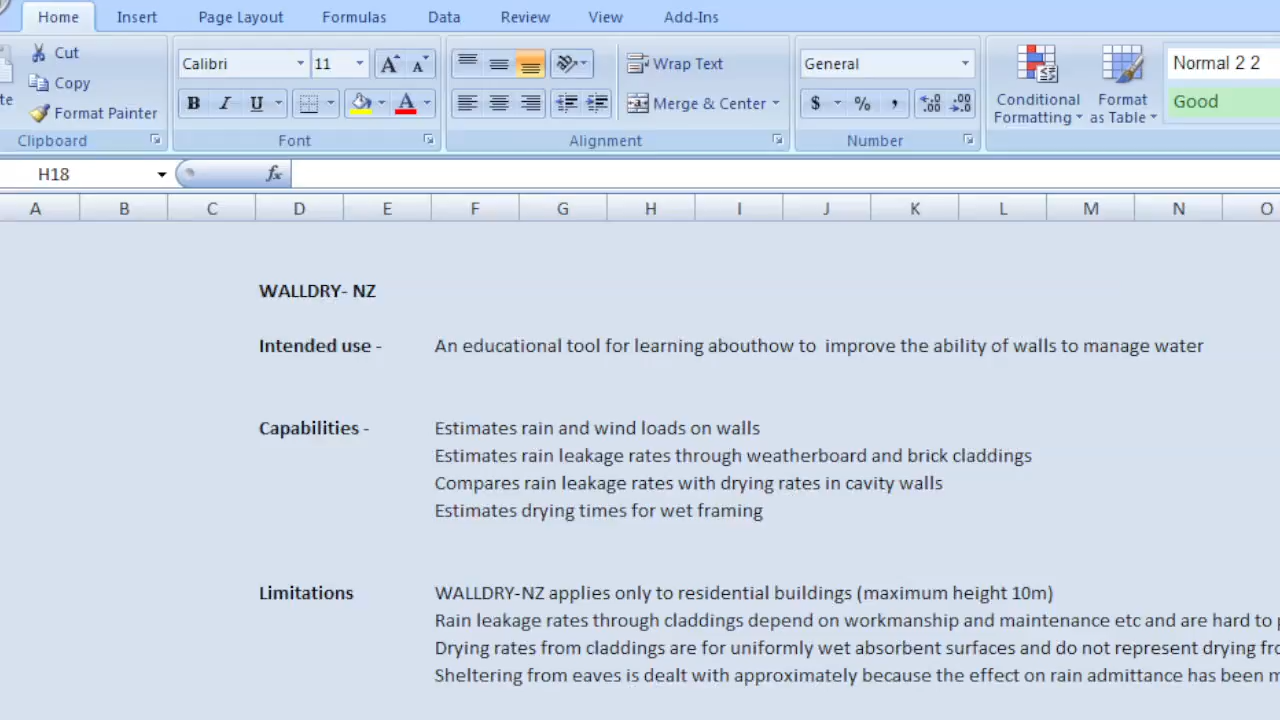 Home Insert Page Layout Formulas Data Review View Add-Ins
Cut
Copy
Format Painter
Clipboard
Calibri 11
B I U
Font
Wrap Text
Merge & Center
Alignment
General
$ % , .00 .00
Number
Conditional Formatting
Format as Table
Normal 2 2
Good
H18 fx
A B C D E F G H I J K L M N O
WALLDRY- NZ
Intended use - An educational tool for learning abouthow to improve the ability of walls to manage water
Capabilities - Estimates rain and wind loads on walls
Estimates rain leakage rates through weatherboard and brick claddings
Compares rain leakage rates with drying rates in cavity walls
Estimates drying times for wet framing
Limitations WALLDRY-NZ applies only to residential buildings (maximum height 10m)
Rain leakage rates through claddings depend on workmanship and maintenance etc and are hard to
Drying rates from claddings are for uniformly wet absorbent surfaces and do not represent drying
Sheltering from eaves is dealt with approximately because the effect on rain admittance has been